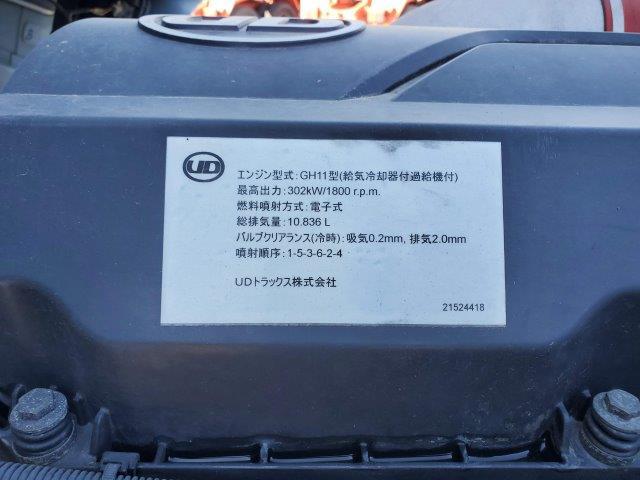 UD
エンジン型式:GH11型(給気冷却器付過給機付)
最高出力:302kW/1800 r.p.m.
燃料噴射方式:電子式
総排気量:10.836 L
バルブクリアランス(冷時):吸気0.2mm, 排気2.0mm
噴射順序:1-5-3-6-2-4
UDトラックス株式会社
21524418